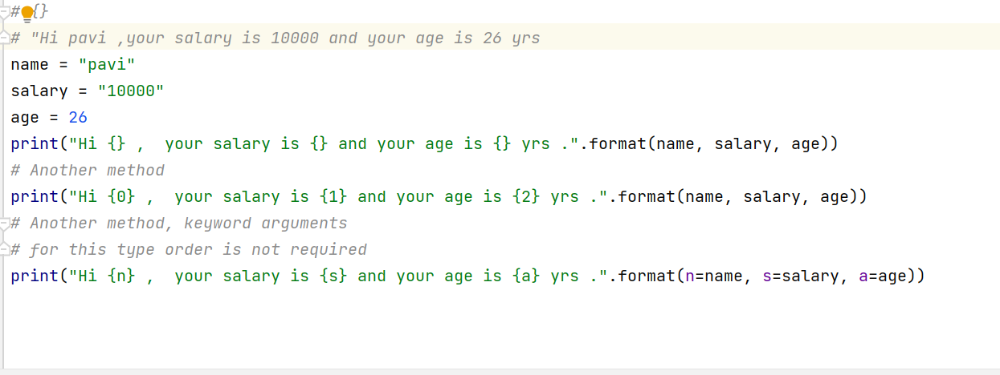 # {}
# "Hi pavi ,your salary is 10000 and your age is 26 yrs
name = "pavi"
salary = "10000"
age = 26
print("Hi {} ,  your salary is {} and your age is {} yrs .".format(name, salary, age))
# Another method
print("Hi {0} ,  your salary is {1} and your age is {2} yrs .".format(name, salary, age))
# Another method, keyword arguments
# for this type order is not required
print("Hi {n} ,  your salary is {s} and your age is {a} yrs .".format(n=name, s=salary, a=age))